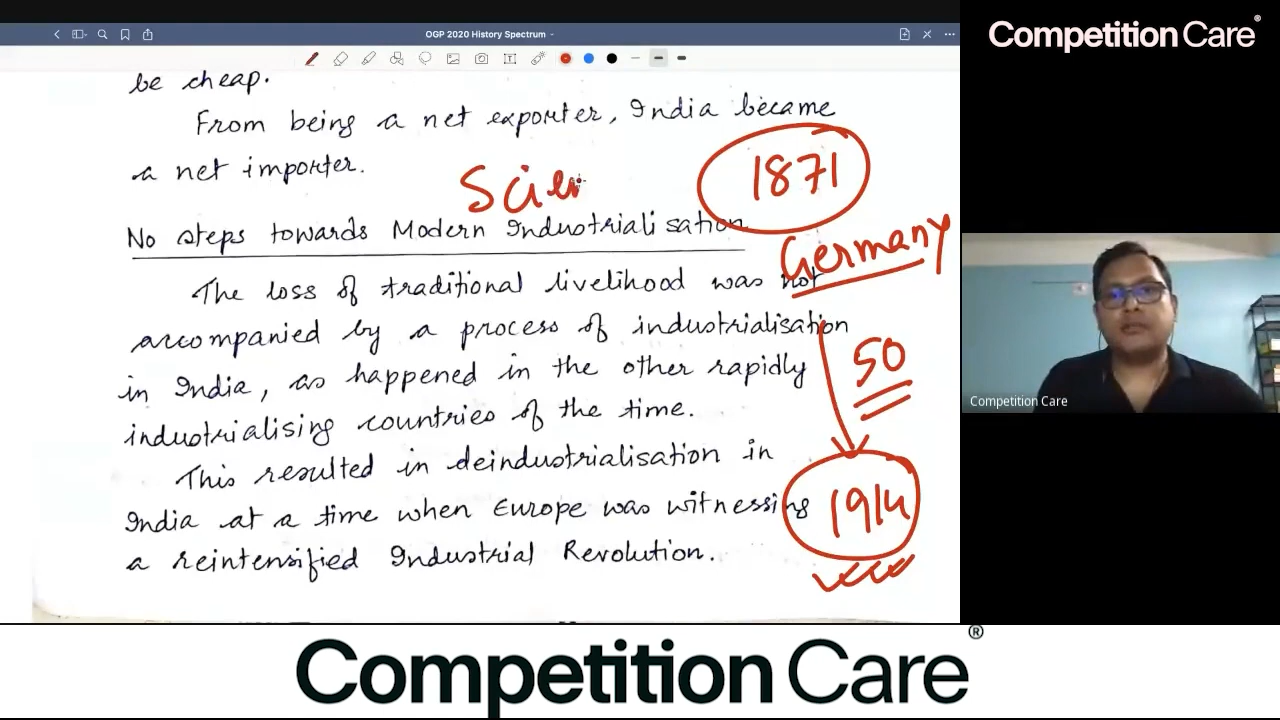 OGP 2020 History Spectrum
Competition Care®
be cheap.
From being a net exporter, India became
a net importer.
1871
Scien
No steps towards Modern Industrialisation
Germany
The loss of traditional livelihood was not
accompanied by a process of industrialisation
in India, as happened in the other rapidly
50
industrialising countries of the time.
This resulted in deindustrialisation in
India at a time when Europe was witnessing
1914
a reintensified Industrial Revolution.
Competition Care
Competition Care®